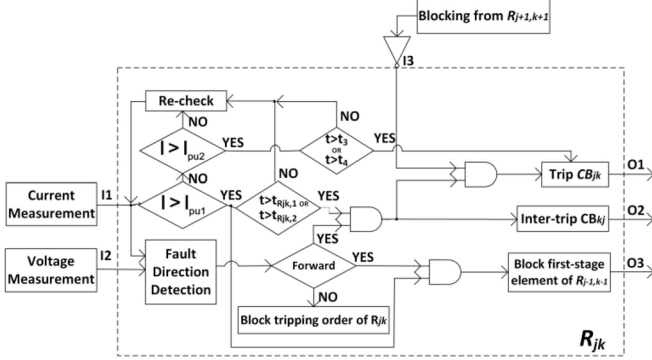 Blocking from Rj+1,k+1
I3
Re-check
NO
NO
I > Ipu2
YES
t>t3
OR
t>t4
YES
NO
NO
Current
Measurement
I1
I > Ipu1
YES
t>tRjk,1 OR
t>tRjk,2
YES
Trip CBjk
O1
Inter-trip CBkj
O2
Voltage
Measurement
I2
Fault
Direction
Detection
YES
Forward
YES
NO
Block first-stage
element of Rj-1,k-1
O3
Block tripping order of Rjk
Rjk